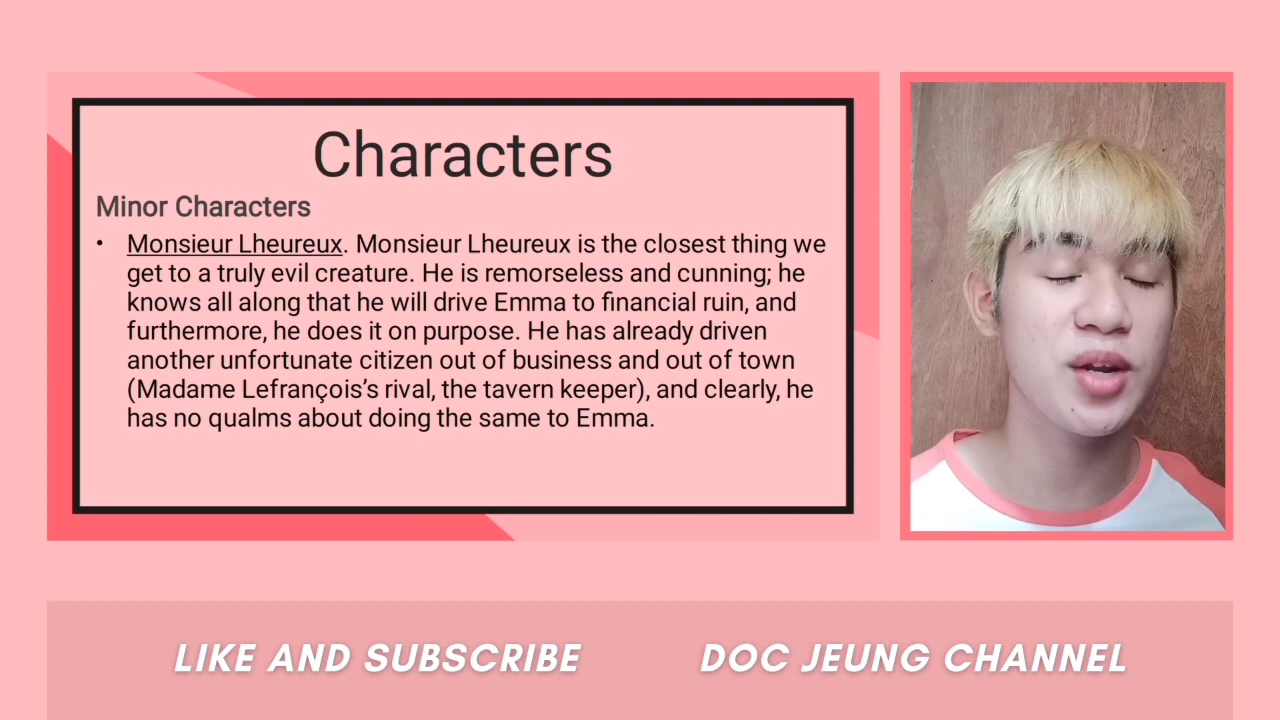 Characters
Minor Characters
• Monsieur Lheureux. Monsieur Lheureux is the closest thing we
get to a truly evil creature. He is remorseless and cunning; he
knows all along that he will drive Emma to financial ruin, and
furthermore, he does it on purpose. He has already driven
another unfortunate citizen out of business and out of town
(Madame Lefrançois’s rival, the tavern keeper), and clearly, he
has no qualms about doing the same to Emma.
LIKE AND SUBSCRIBE
DOC JEUNG CHANNEL